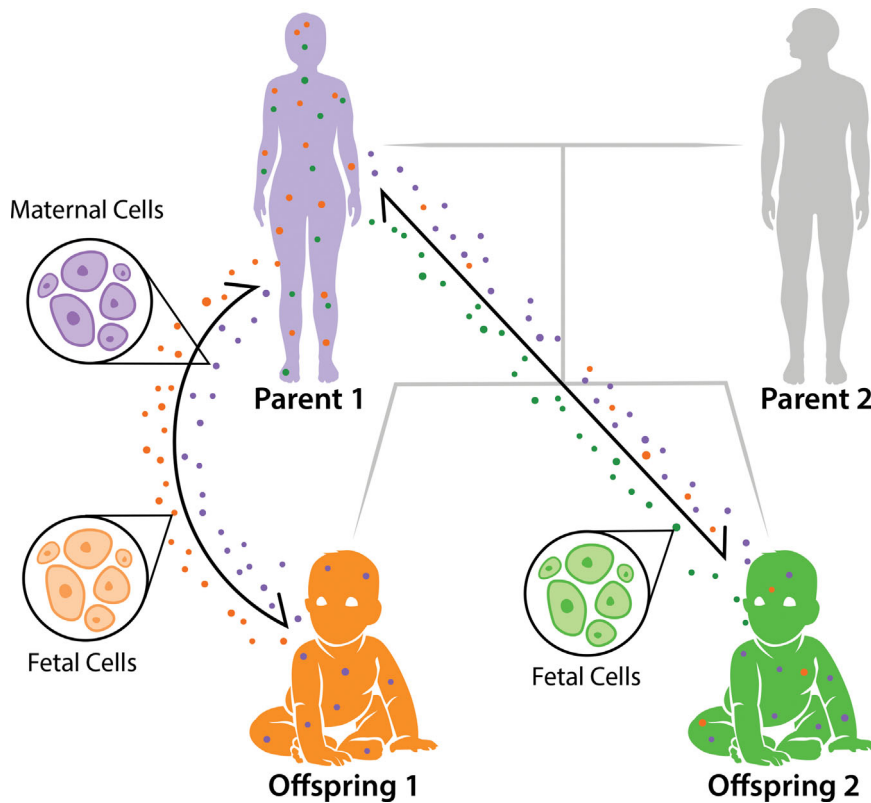 Maternal Cells
Parent 1
Parent 2
Fetal Cells
Fetal Cells
Offspring 1
Offspring 2